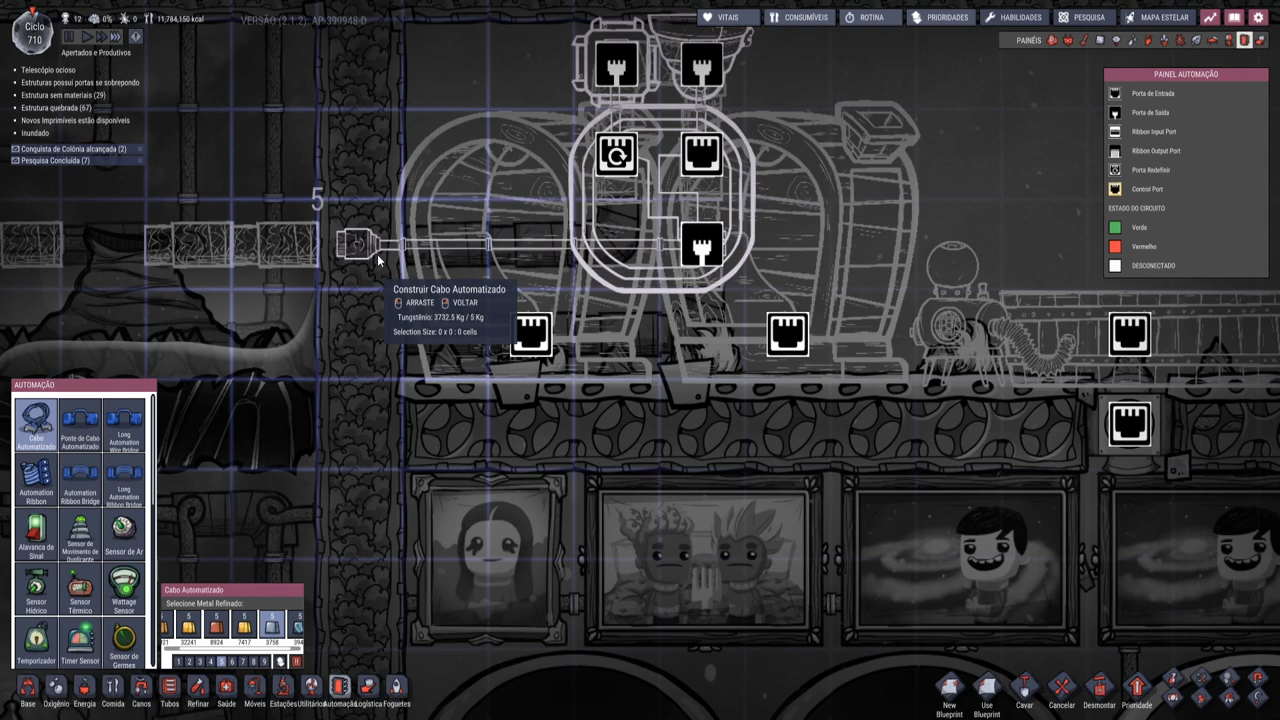 Ciclo
710
12
0%
0
11,784,150 kcal
VERSÃO (2.1.2): AP-399948-D
Apertados e Produtivos
VITAIS
CONSUMÍVEIS
ROTINA
PRIORIDADES
HABILIDADES
PESQUISA
MAPA ESTELAR
PAINÉIS
• Telescópio ocioso
• Estruturas possui portas se sobrepondo
• Estrutura sem materiais (29)
• Estrutura quebrada (67)
• Novos Imprimíveis estão disponíveis
• Inundado
Conquista de Colônia alcançada (2)
Pesquisa Concluída (7)
PAINEL AUTOMAÇÃO
Porta de Entrada
Porta de Saída
Ribbon Input Port
Ribbon Output Port
Porta Redefinir
Control Port
ESTADO DO CIRCUITO
Verde
Vermelho
DESCONECTADO
5
Construir Cabo Automatizado
ARRASTE VOLTAR
Tungstênio: 3732.5 Kg / 5 Kg
Selection Size: 0 x 0 : 0 cells
AUTOMAÇÃO
Cabo Automatizado
Ponte de Cabo Automatizado
Long Automation Wire Bridge
Automation Ribbon
Automation Ribbon Bridge
Long Automation Ribbon Bridge
Alavanca de Sinal
Sensor de Movimento de Duplicante
Sensor de Ar
Sensor Hídrico
Sensor Térmico
Wattage Sensor
Temporizador
Timer Sensor
Sensor de Germes
Cabo Automatizado
Selecione Metal Refinado:
5 5 5 5 5
32241 8924 7417 3758 394
1 2 3 4 5 6 7 8 9 !!
Base
Oxigênio
Energia
Comida
Canos
Tubos
Refinar
Saúde
Móveis
Estações
Utilitários
Automação
Logística
Foguetes
New Blueprint
Use Blueprint
Cavar
Cancelar
Desmontar
Prioridade